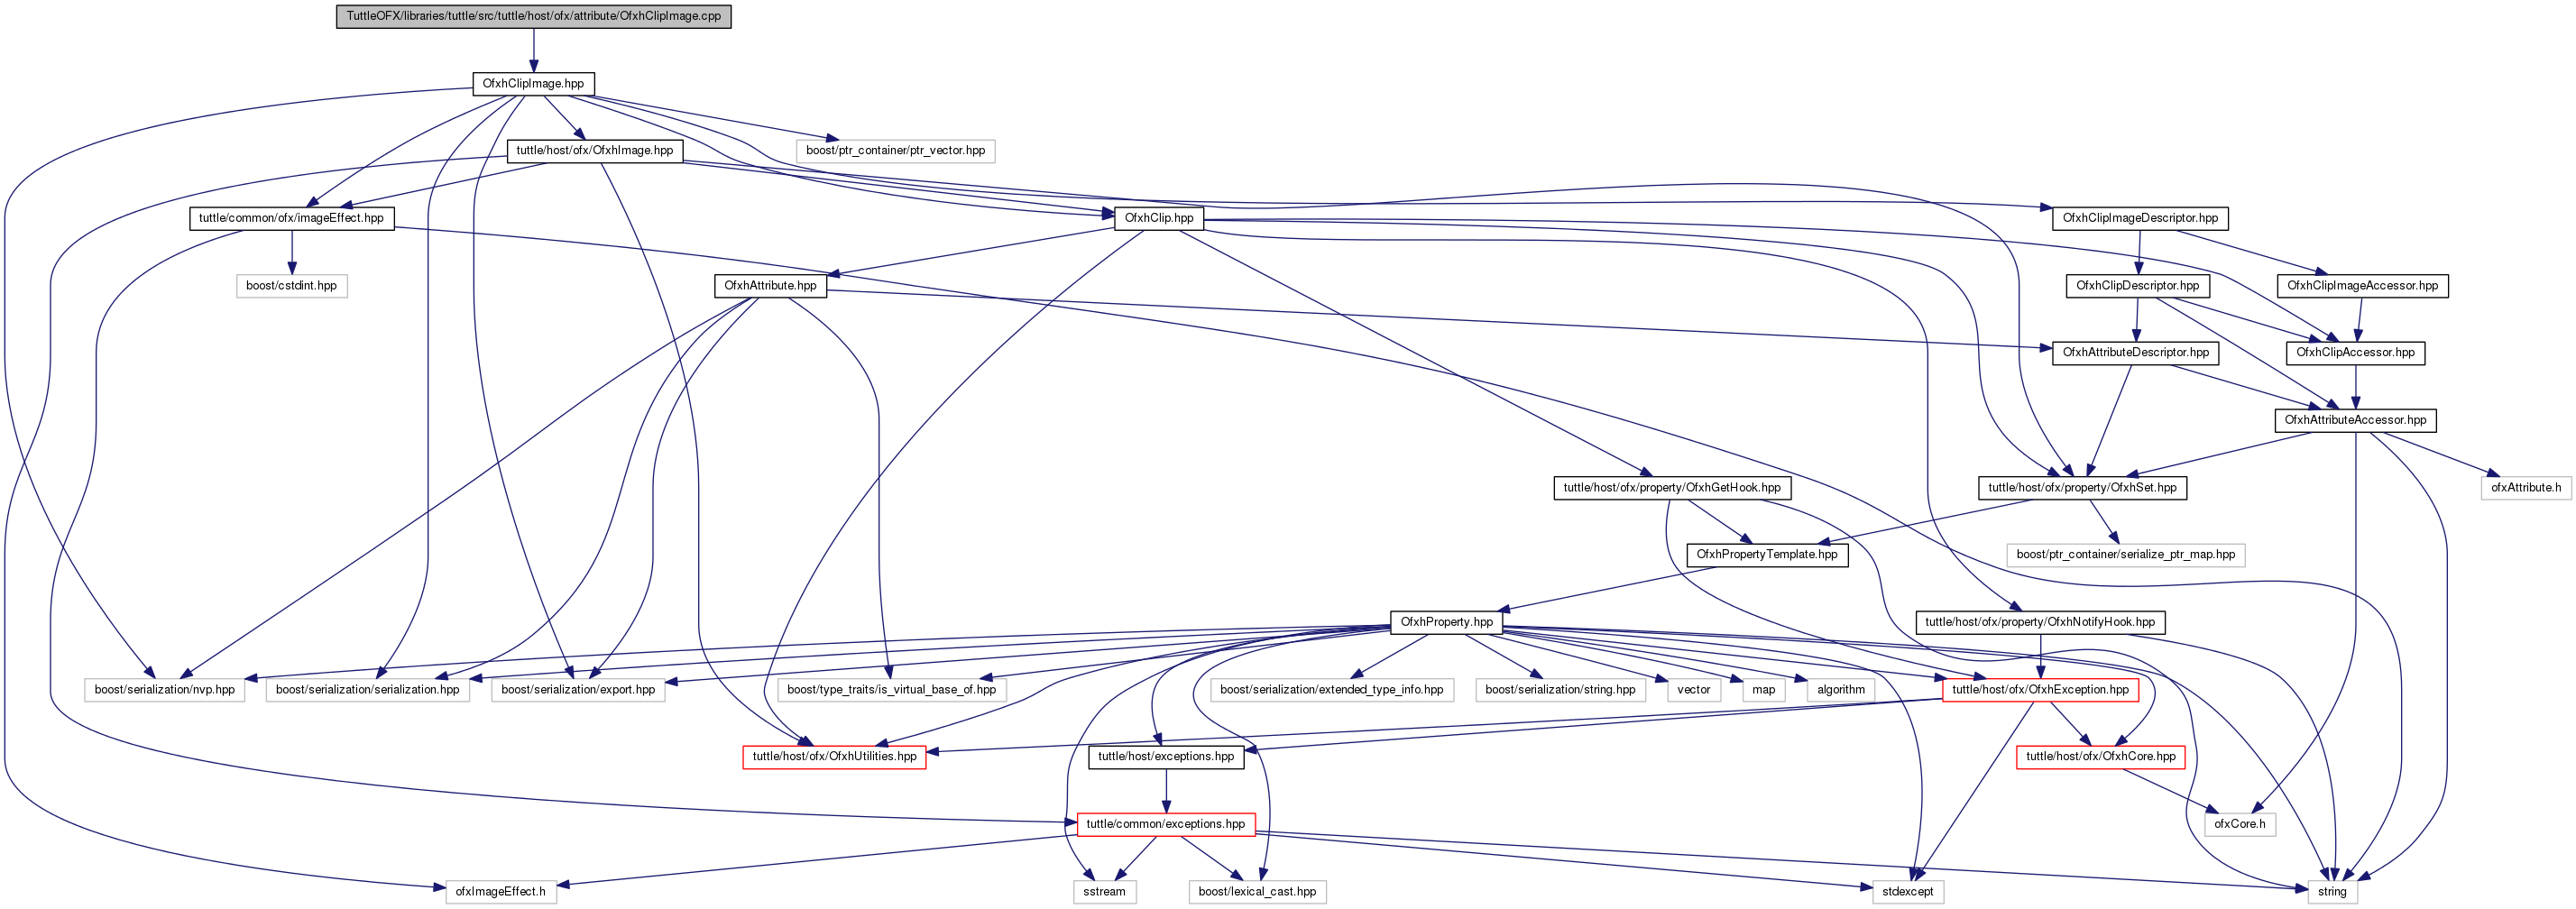 TuttleOFX/libraries/tuttle/src/tuttle/host/ofx/attribute/OfxhClipImage.cpp
OfxhClipImage.hpp
tuttle/host/ofx/OfxhImage.hpp
boost/ptr_container/ptr_vector.hpp
tuttle/common/ofx/imageEffect.hpp
OfxhClip.hpp
OfxhClipImageDescriptor.hpp
boost/cstdint.hpp
OfxhAttribute.hpp
OfxhClipDescriptor.hpp
OfxhClipImageAccessor.hpp
OfxhAttributeDescriptor.hpp
OfxhClipAccessor.hpp
OfxhAttributeAccessor.hpp
tuttle/host/ofx/property/OfxhGetHook.hpp
tuttle/host/ofx/property/OfxhSet.hpp
ofxAttribute.h
OfxhPropertyTemplate.hpp
boost/ptr_container/serialize_ptr_map.hpp
OfxhProperty.hpp
tuttle/host/ofx/property/OfxhNotifyHook.hpp
boost/serialization/nvp.hpp
boost/serialization/serialization.hpp
boost/serialization/export.hpp
boost/type_traits/is_virtual_base_of.hpp
boost/serialization/extended_type_info.hpp
boost/serialization/string.hpp
vector
map
algorithm
tuttle/host/ofx/OfxhException.hpp
tuttle/host/ofx/OfxhUtilities.hpp
tuttle/host/exceptions.hpp
tuttle/host/ofx/OfxhCore.hpp
tuttle/common/exceptions.hpp
ofxCore.h
ofxImageEffect.h
sstream
boost/lexical_cast.hpp
stdexcept
string